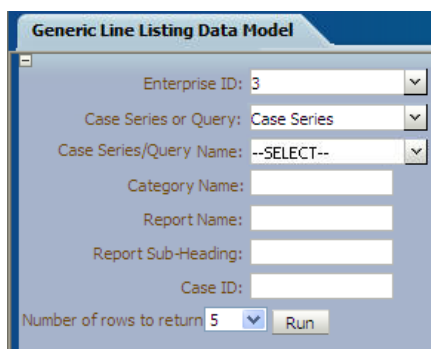 Generic Line Listing Data Model
Enterprise ID: 3
Case Series or Query: Case Series
Case Series/Query Name: --SELECT--
Category Name:
Report Name:
Report Sub-Heading:
Case ID:
Number of rows to return 5 Run